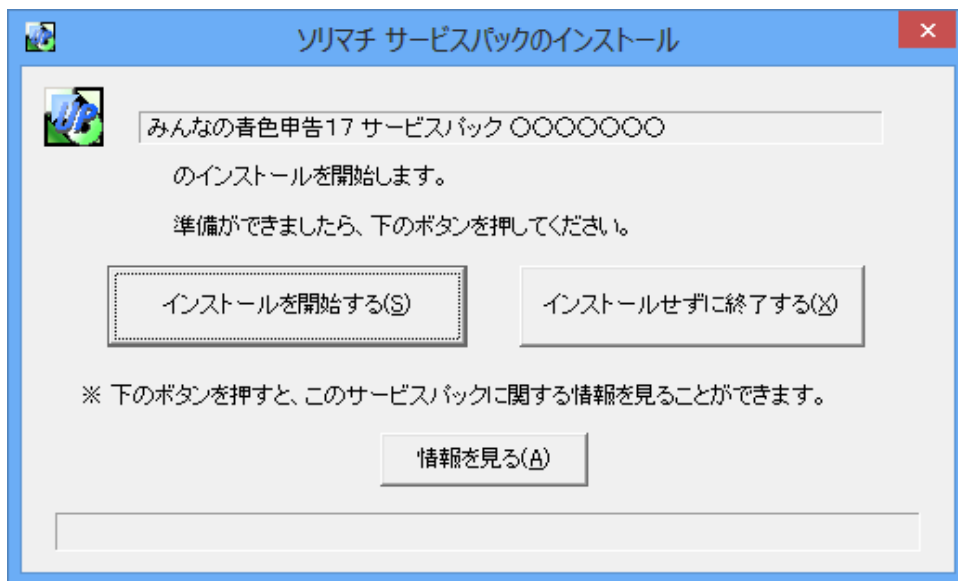 ソリマチ サービスパックのインストール
UP
みんなの青色申告17 サービスパック 〇〇〇〇〇〇〇
のインストールを開始します。
準備ができましたら、下のボタンを押してください。
インストールを開始する(S)
インストールせずに終了する(X)
※ 下のボタンを押すと、このサービスパックに関する情報を見ることができます。
情報を見る(A)